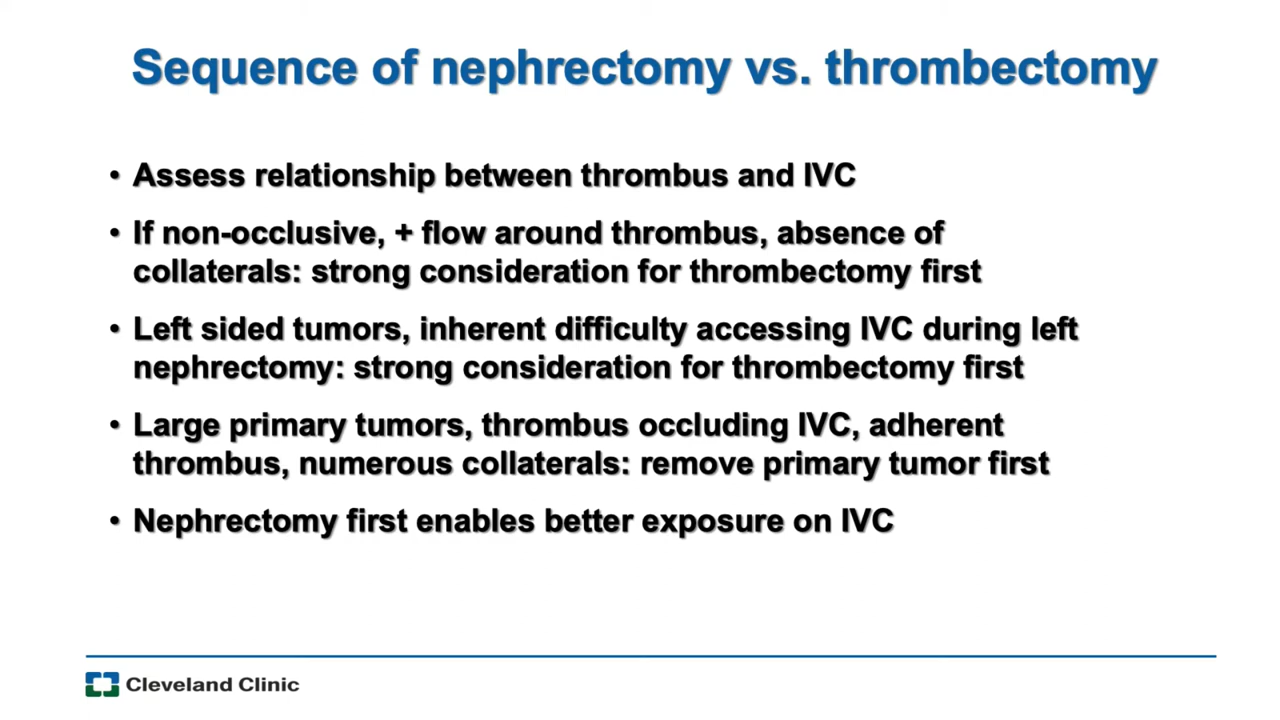 Sequence of nephrectomy vs. thrombectomy
• Assess relationship between thrombus and IVC
• If non-occlusive, + flow around thrombus, absence of
collaterals: strong consideration for thrombectomy first
• Left sided tumors, inherent difficulty accessing IVC during left
nephrectomy: strong consideration for thrombectomy first
• Large primary tumors, thrombus occluding IVC, adherent
thrombus, numerous collaterals: remove primary tumor first
• Nephrectomy first enables better exposure on IVC
Cleveland Clinic